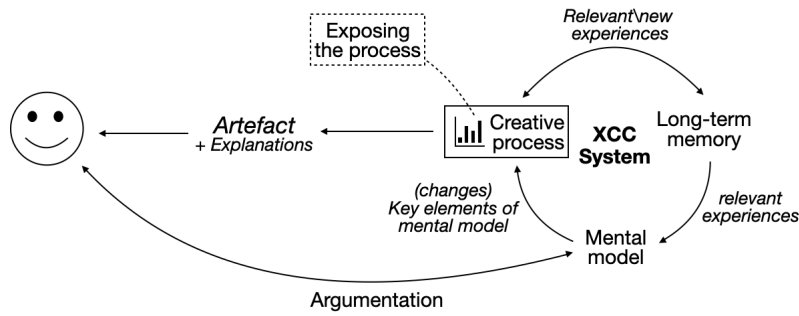 Relevant\new
experiences
Exposing
the process
Artefact
+ Explanations
Creative
process
XCC
System
Long-term
memory
(changes)
Key elements of
mental model
relevant
experiences
Mental
model
Argumentation